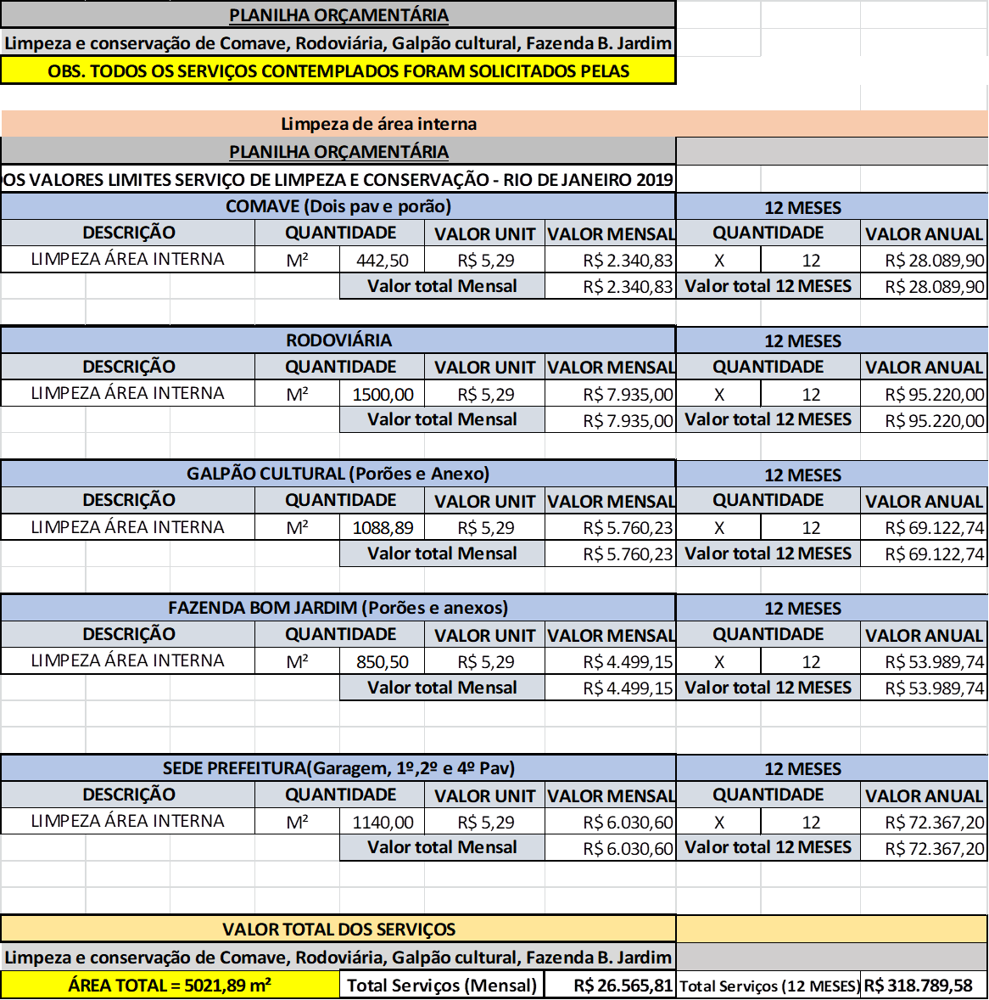 PLANILHA ORÇAMENTÁRIA
Limpeza e conservação de Comave, Rodoviária, Galpão cultural, Fazenda B. Jardim
OBS. TODOS OS SERVIÇOS CONTEMPLADOS FORAM SOLICITADOS PELAS
Limpeza de área interna
PLANILHA ORÇAMENTÁRIA
OS VALORES LIMITES SERVIÇO DE LIMPEZA E CONSERVAÇÃO - RIO DE JANEIRO 2019
COMAVE (Dois pav e porão) 12 MESES
DESCRIÇÃO QUANTIDADE VALOR UNIT VALOR MENSAL QUANTIDADE VALOR ANUAL
LIMPEZA ÁREA INTERNA M² 442,50 R$ 5,29 R$ 2.340,83 X 12 R$ 28.089,90
Valor total Mensal R$ 2.340,83 Valor total 12 MESES R$ 28.089,90
RODOVIÁRIA 12 MESES
DESCRIÇÃO QUANTIDADE VALOR UNIT VALOR MENSAL QUANTIDADE VALOR ANUAL
LIMPEZA ÁREA INTERNA M² 1500,00 R$ 5,29 R$ 7.935,00 X 12 R$ 95.220,00
Valor total Mensal R$ 7.935,00 Valor total 12 MESES R$ 95.220,00
GALPÃO CULTURAL (Porões e Anexo) 12 MESES
DESCRIÇÃO QUANTIDADE VALOR UNIT VALOR MENSAL QUANTIDADE VALOR ANUAL
LIMPEZA ÁREA INTERNA M² 1088,89 R$ 5,29 R$ 5.760,23 X 12 R$ 69.122,74
Valor total Mensal R$ 5.760,23 Valor total 12 MESES R$ 69.122,74
FAZENDA BOM JARDIM (Porões e anexos) 12 MESES
DESCRIÇÃO QUANTIDADE VALOR UNIT VALOR MENSAL QUANTIDADE VALOR ANUAL
LIMPEZA ÁREA INTERNA M² 850,50 R$ 5,29 R$ 4.499,15 X 12 R$ 53.989,74
Valor total Mensal R$ 4.499,15 Valor total 12 MESES R$ 53.989,74
SEDE PREFEITURA(Garagem, 1º,2º e 4º Pav) 12 MESES
DESCRIÇÃO QUANTIDADE VALOR UNIT VALOR MENSAL QUANTIDADE VALOR ANUAL
LIMPEZA ÁREA INTERNA M² 1140,00 R$ 5,29 R$ 6.030,60 X 12 R$ 72.367,20
Valor total Mensal R$ 6.030,60 Valor total 12 MESES R$ 72.367,20
VALOR TOTAL DOS SERVIÇOS
Limpeza e conservação de Comave, Rodoviária, Galpão cultural, Fazenda B. Jardim
ÁREA TOTAL = 5021,89 m² Total Serviços (Mensal) R$ 26.565,81 Total Serviços (12 MESES) R$ 318.789,58